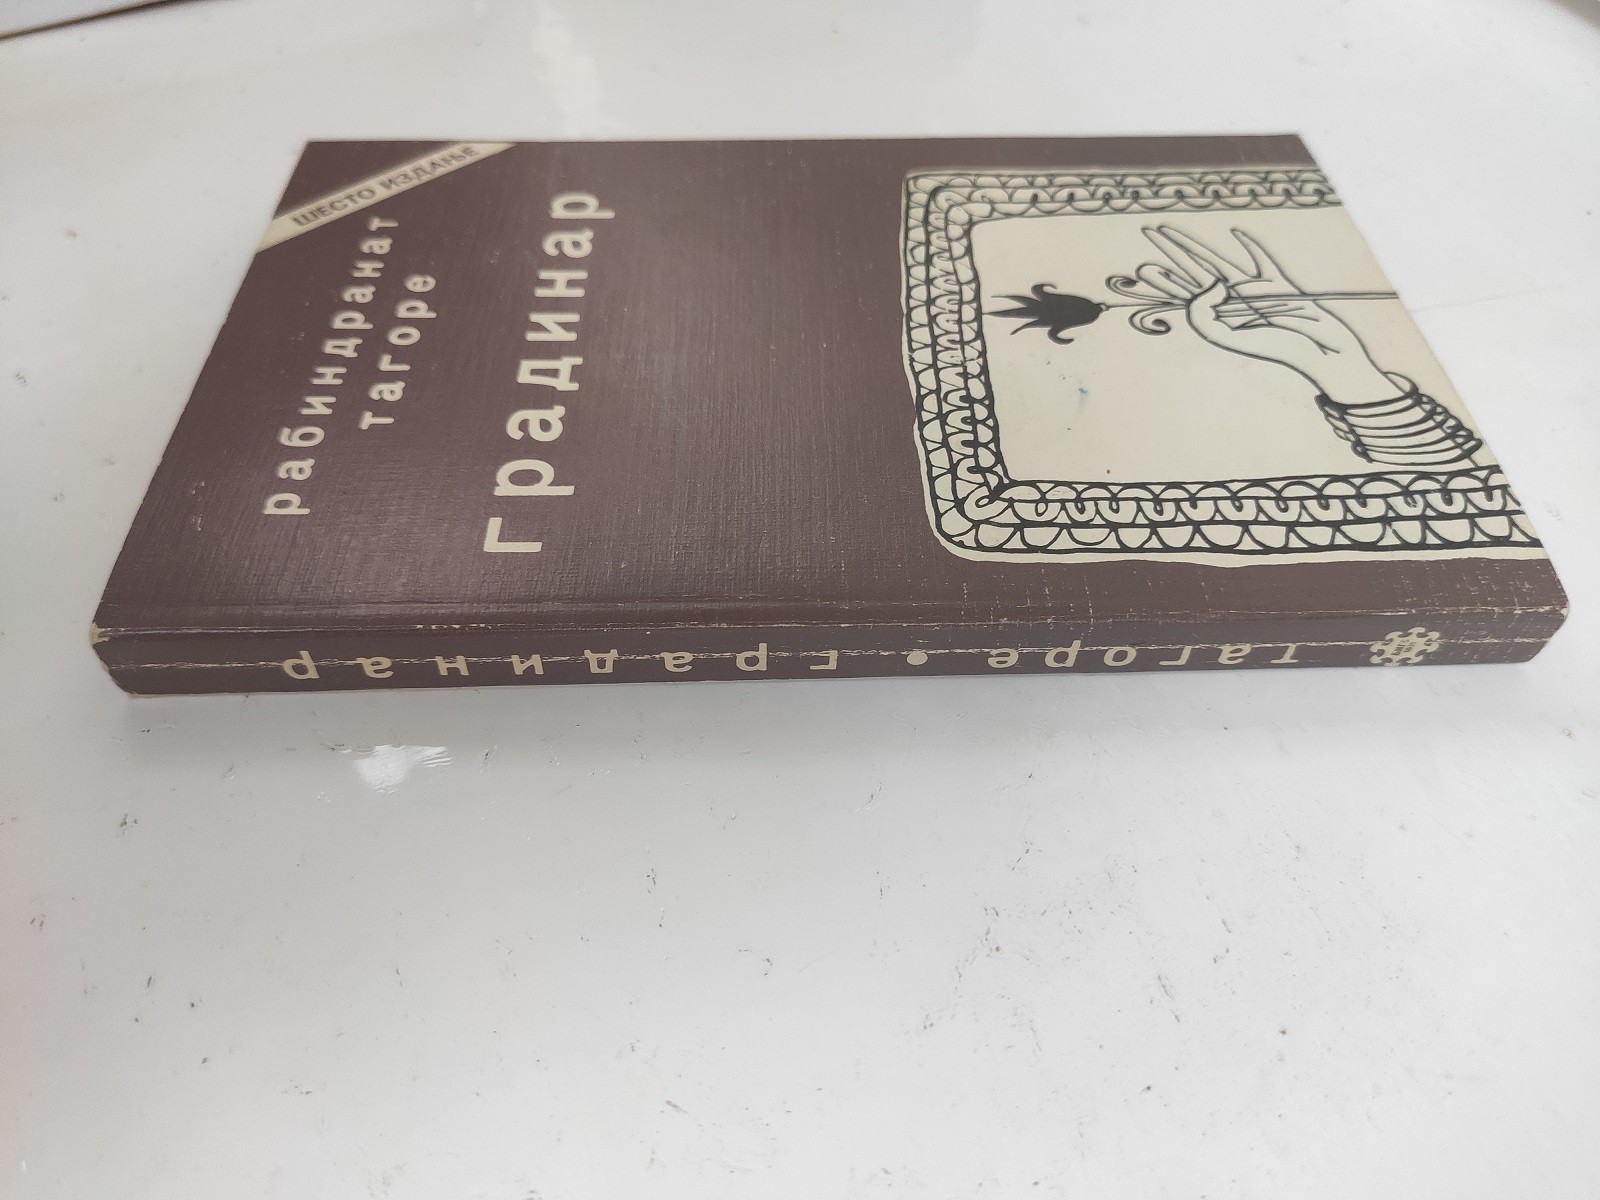 ШЕСТО ИЗДАЊЕ
рабиндранат
тагоре
градинар
тагоре • градинар